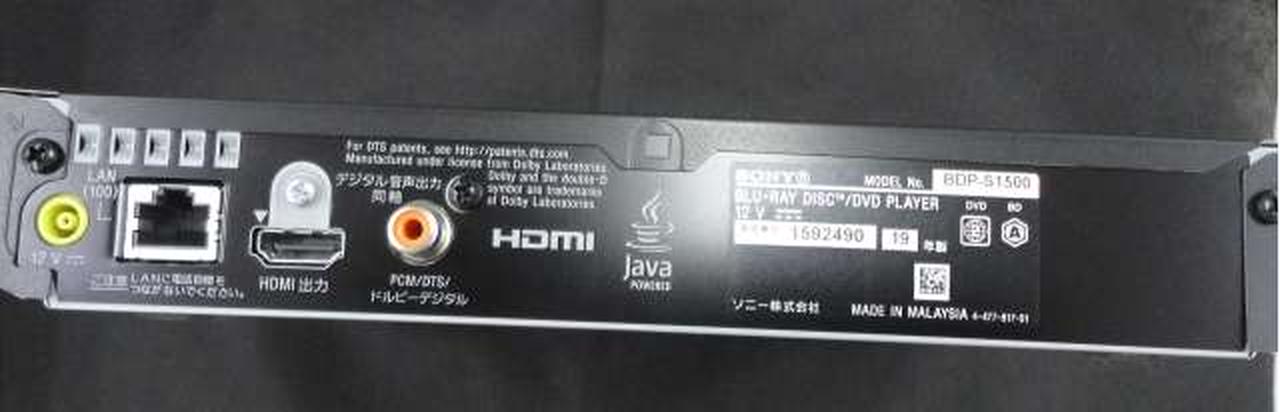 LAN
(100)
12 V
ご注意 LANに電話回線を
つながないでください。
HDMI 出力
For DTS patents, see http://patents.dts.com.
Manufactured under license from Dolby Laboratories.
Dolby and the double-D
symbol are trademarks
of Dolby Laboratories.
デジタル音声出力
同軸
PCM/DTS/
ドルビーデジタル
HDMI
Java
POWERED
SONY®
MODEL No. BDP-S1500
BLU-RAY DISC™/DVD PLAYER
12 V
1592490 19 年製
DVD BD
A
ソニー株式会社
MADE IN MALAYSIA 4-477-817-01